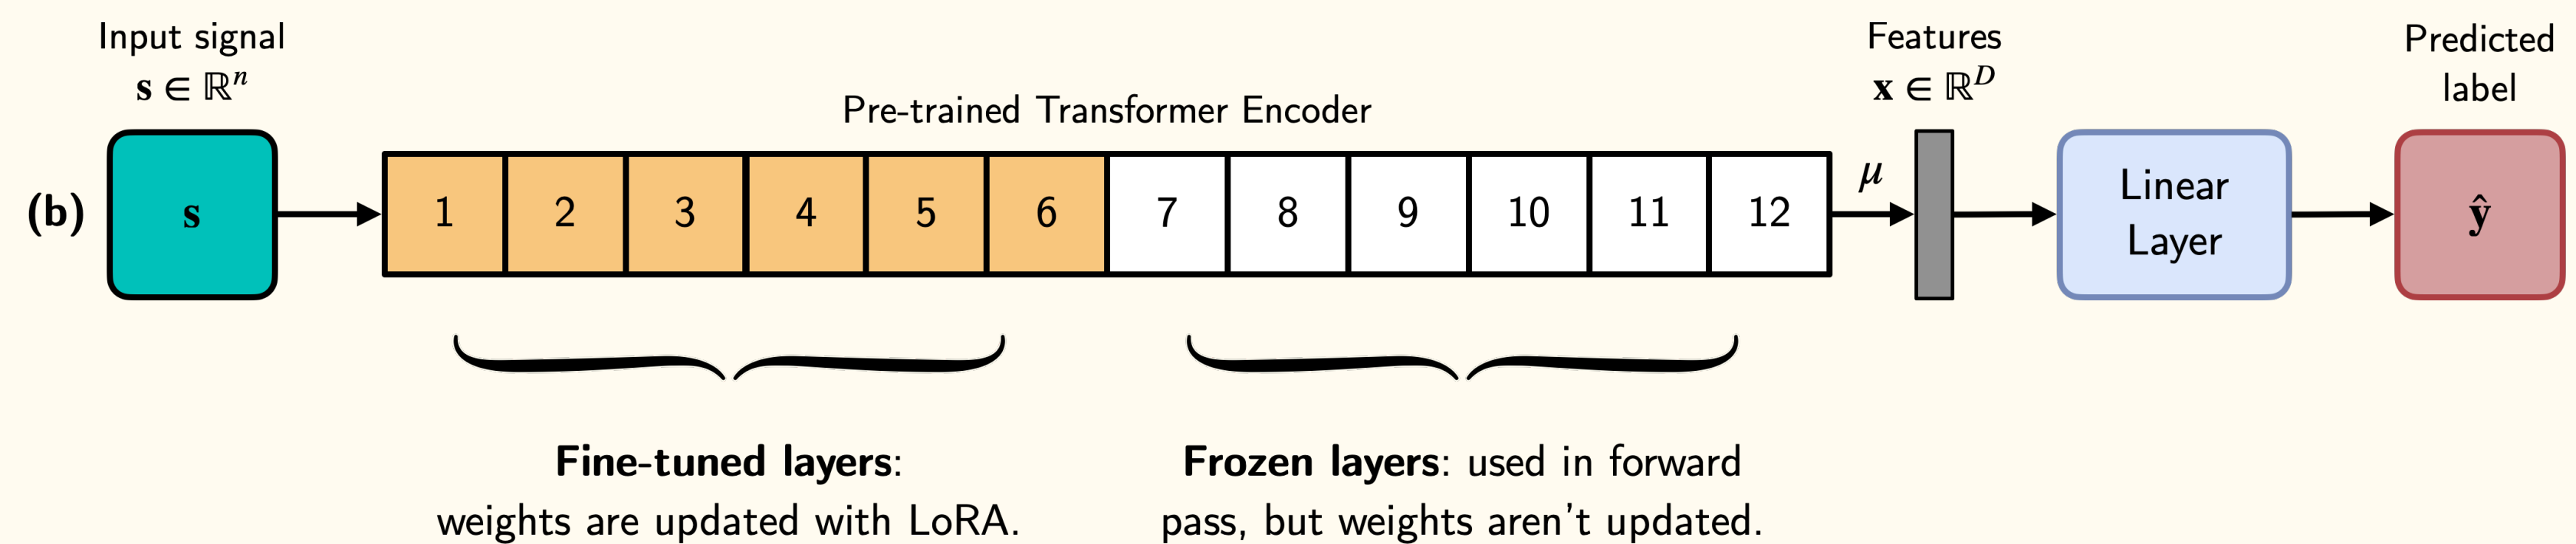 Input signal
s ∈ ℝⁿ
Pre-trained Transformer Encoder
Features
x ∈ ℝᴰ
Predicted
label
(b)
s
1 2 3 4 5 6 7 8 9 10 11 12
μ
Linear
Layer
ŷ
Fine-tuned layers:
weights are updated with LoRA.
Frozen layers: used in forward
pass, but weights aren't updated.